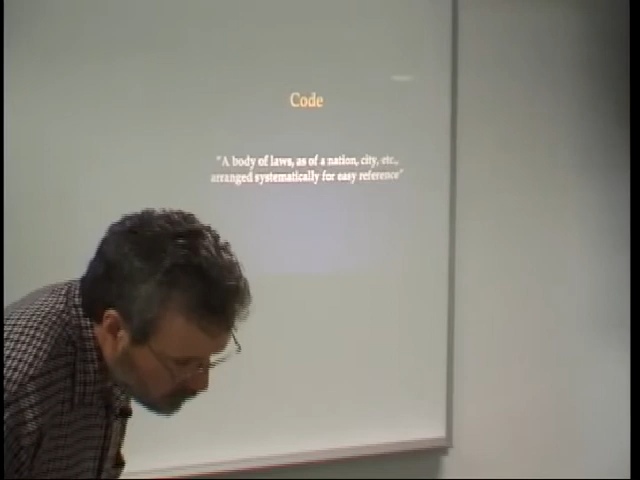 Code
"A body of laws, as of a nation, city, etc.,
arranged systematically for easy reference"